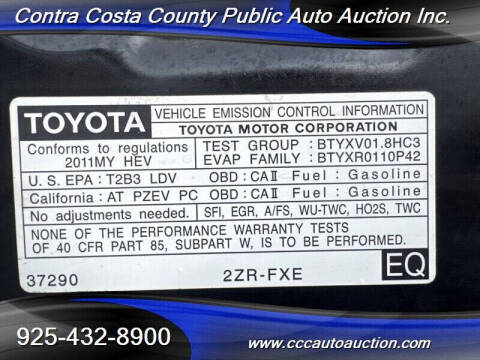 Contra Costa County Public Auto Auction Inc.
TOYOTA
VEHICLE EMISSION CONTROL INFORMATION
TOYOTA MOTOR CORPORATION
Conforms to regulations
2011MY HEV
TEST GROUP : BTYXV01.8HC3
EVAP FAMILY : BTYXR0110P42
U.S. EPA : T2B3 LDV
OBD : CAⅡ Fuel : Gasoline
California : AT PZEV PC
OBD : CAⅡ Fuel : Gasoline
No adjustments needed.
SFI, EGR, A/FS, WU-TWC, HO2S, TWC
NONE OF THE PERFORMANCE WARRANTY TESTS
OF 40 CFR PART 85, SUBPART W, IS TO BE PERFORMED.
37290
2ZR-FXE
EQ
925-432-8900
www.cccautoauction.com/